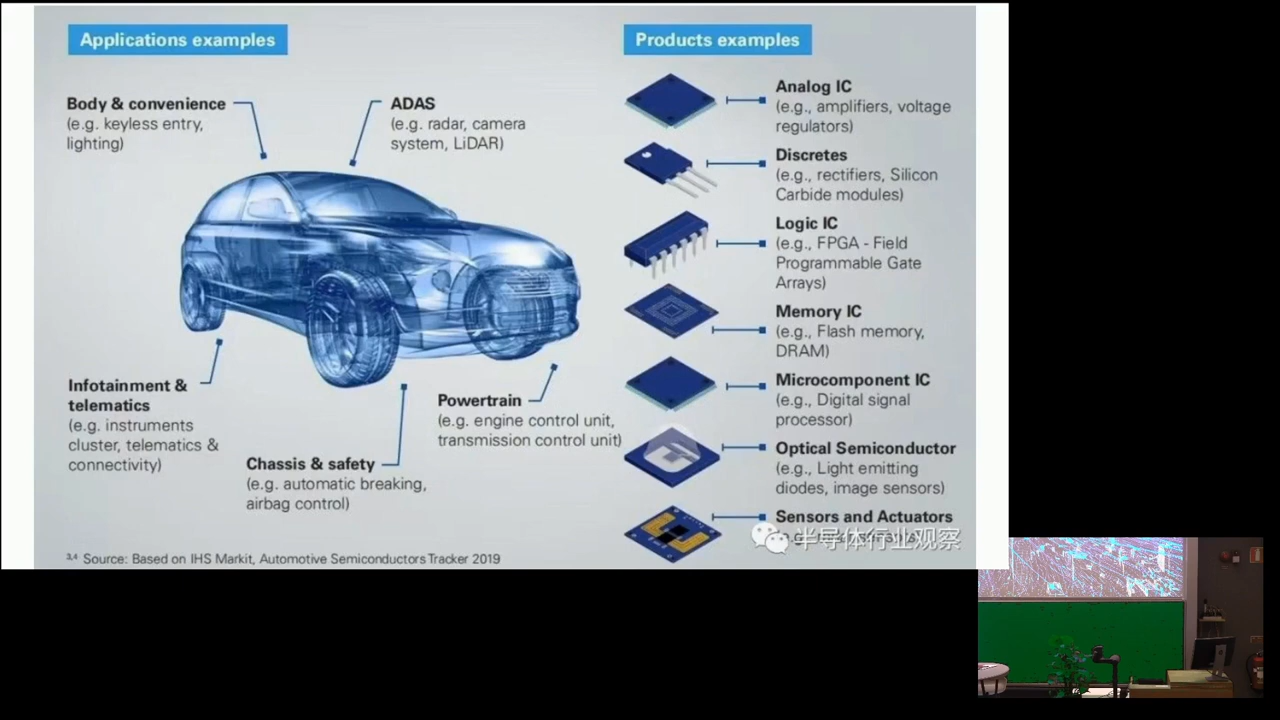 Applications examples
Body & convenience
(e.g. keyless entry,
lighting)
ADAS
(e.g. radar, camera
system, LiDAR)
Infotainment &
telematics
(e.g. instruments
cluster, telematics &
connectivity)
Chassis & safety
(e.g. automatic breaking,
airbag control)
Powertrain
(e.g. engine control unit,
transmission control unit)
3,4 Source: Based on IHS Markit, Automotive Semiconductors Tracker 2019
Products examples
Analog IC
(e.g., amplifiers, voltage
regulators)
Discretes
(e.g., rectifiers, Silicon
Carbide modules)
Logic IC
(e.g., FPGA - Field
Programmable Gate
Arrays)
Memory IC
(e.g., Flash memory,
DRAM)
Microcomponent IC
(e.g., Digital signal
processor)
Optical Semiconductor
(e.g., Light emitting
diodes, image sensors)
Sensors and Actuators
半导体行业观察